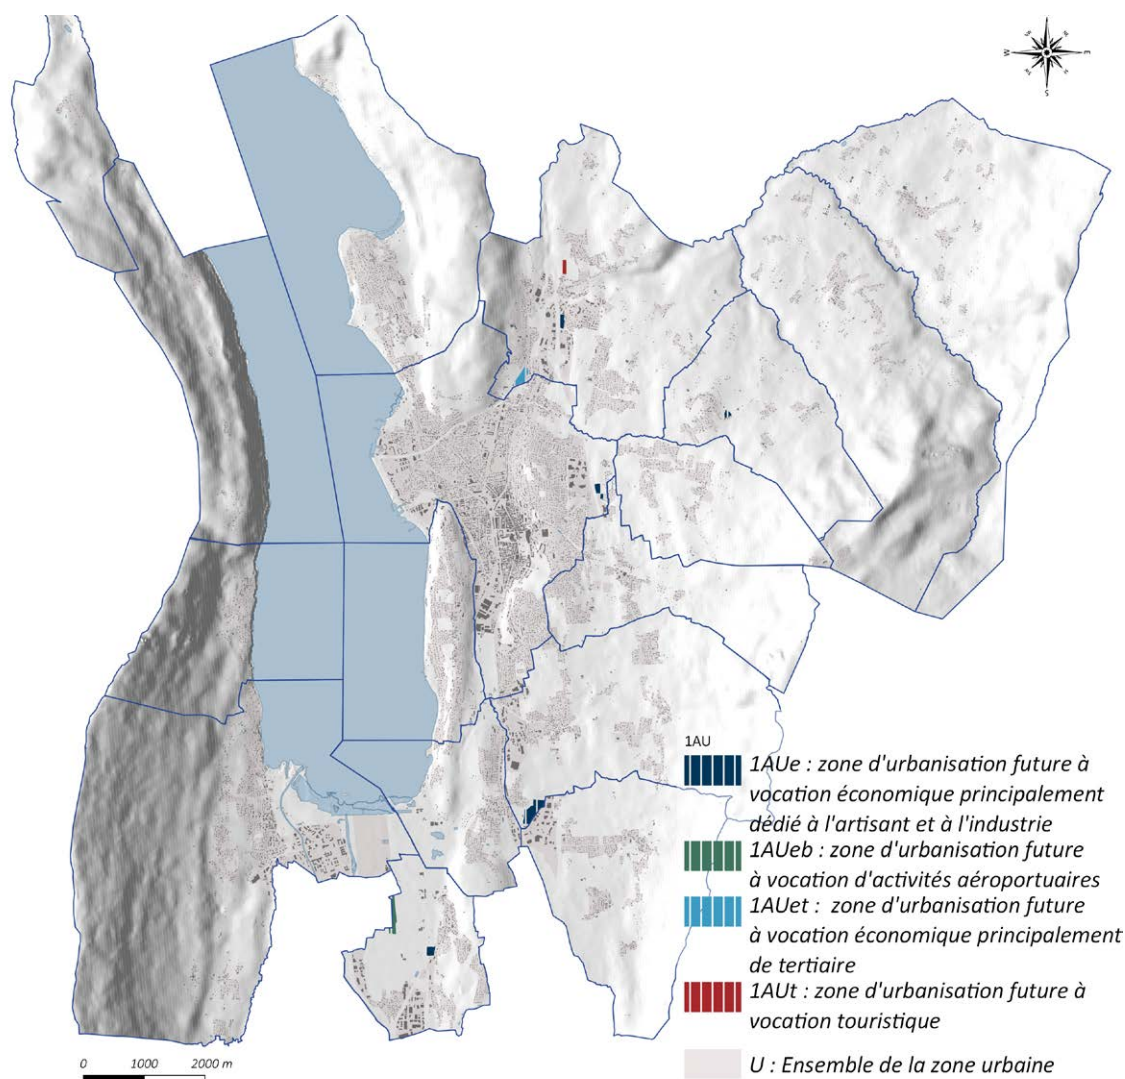 N
W
E
S
1AU
1AUe : zone d'urbanisation future à
vocation économique principalement
dédié à l'artisant et à l'industrie
1AUeb : zone d'urbanisation future
à vocation d'activités aéroportuaires
1AUet :  zone d'urbanisation future
à vocation économique principalement
de tertiaire
1AUt : zone d'urbanisation future à
vocation touristique
U : Ensemble de la zone urbaine
0 1000 2000 m